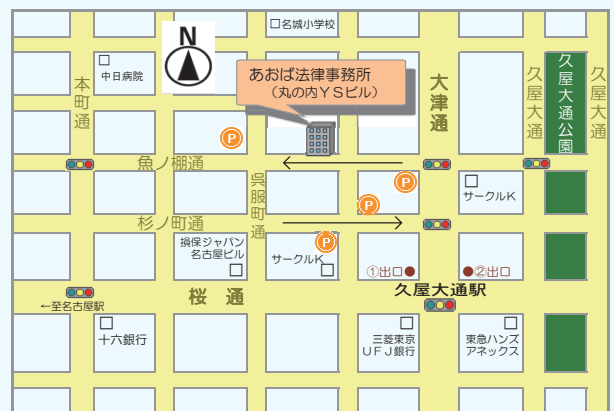 名城小学校
N
中日病院
あおば法律事務所
（丸の内ＹＳビル）
本町通
大津通
久屋大通
久屋大通公園
久屋大通
P
魚ノ棚通
呉服町通
P
P
サークルK
杉ノ町通
損保ジャパン
名古屋ビル
P
サークルK
①出口
②出口
久屋大通駅
桜　通
←至名古屋駅
十六銀行
三菱東京
ＵＦＪ銀行
東急ハンズ
アネックス